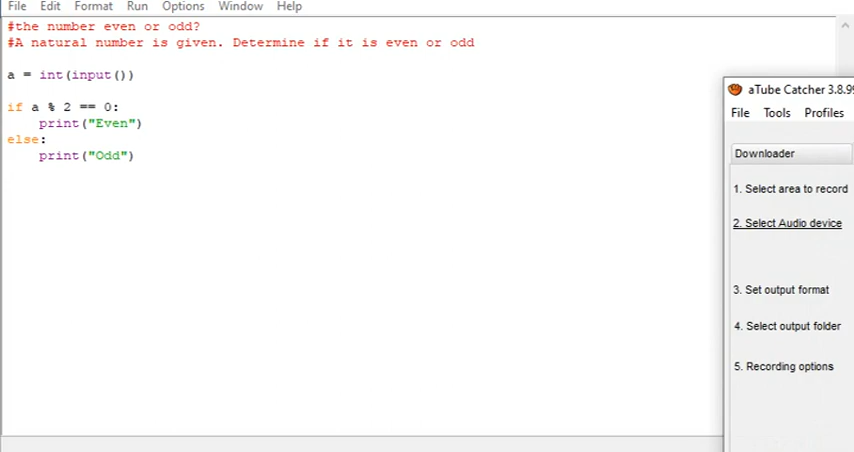 File Edit Format Run Options Window Help
#the number even or odd?
#A natural number is given. Determine if it is even or odd
a = int(input())
if a % 2 == 0:
    print("Even")
else:
    print("Odd")
aTube Catcher 3.8.99
File Tools Profiles
Downloader
1. Select area to record
2. Select Audio device
3. Set output format
4. Select output folder
5. Recording options